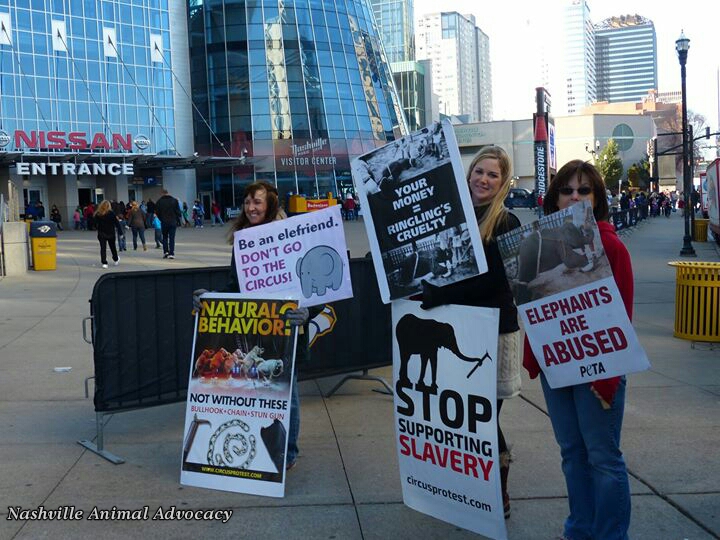 NISSAN
ENTRANCE
Nashville
VISITOR CENTER
BRIDGESTONE
Be an elefriend.
DON'T GO
TO THE
CIRCUS!
NATURAL
BEHAVIOR?
NOT WITHOUT THESE
BULLHOOK • CHAIN • STUN GUN
WWW.CIRCUSPROTEST.COM
YOUR
MONEY
=
RINGLING'S
CRUELTY
STOP
SUPPORTING
SLAVERY
circusprotest.com
ELEPHANTS
ARE
ABUSED
PETA
Nashville Animal Advocacy